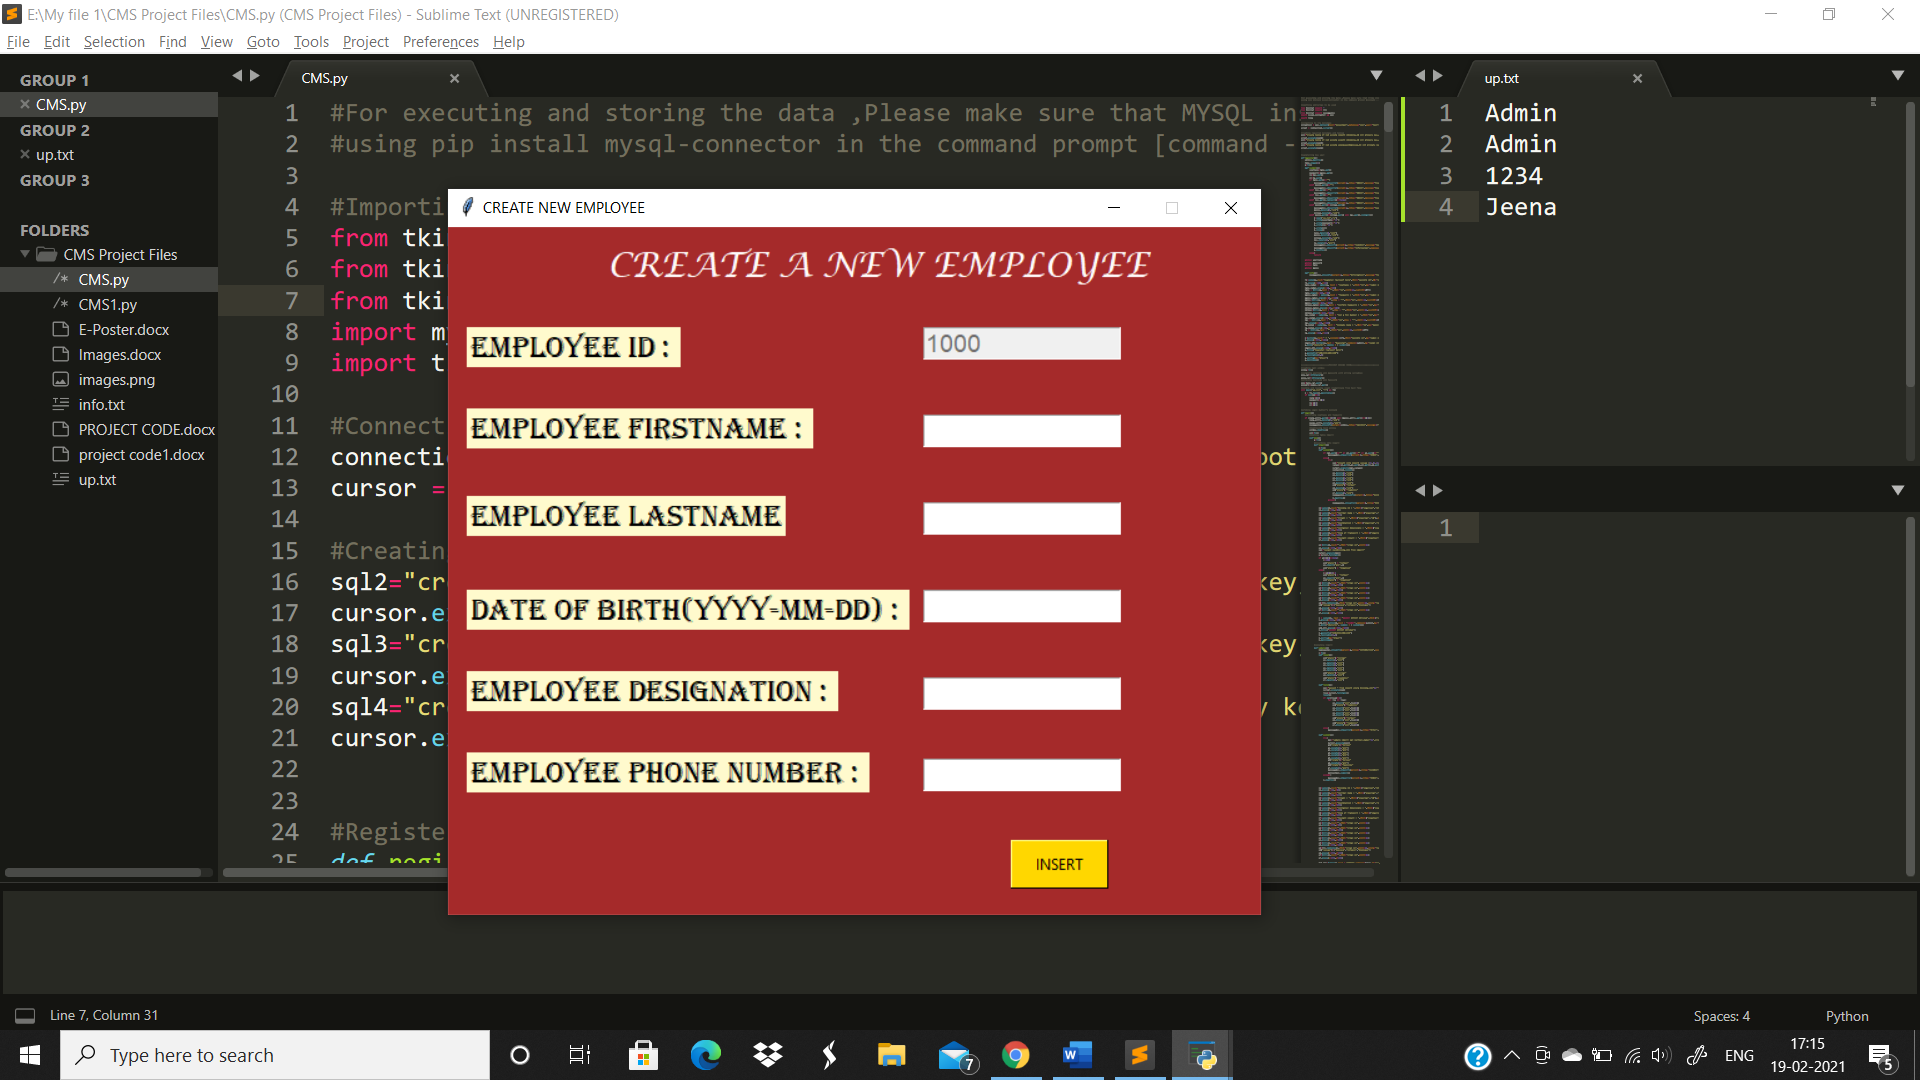 E:\My file 1\CMS Project Files\CMS.py (CMS Project Files) - Sublime Text (UNREGISTERED)
File Edit Selection Find View Goto Tools Project Preferences Help
GROUP 1
CMS.py
GROUP 2
up.txt
GROUP 3
FOLDERS
CMS Project Files
/* CMS.py
/* CMS1.py
E-Poster.docx
Images.docx
images.png
info.txt
PROJECT CODE.docx
project code1.docx
up.txt
CMS.py
1 #For executing and storing the data ,Please make sure that MYSQL in
2 #using pip install mysql-connector in the command prompt [command -
3
4 #Importi
5 from tki
6 from tki
7 from tki
8 import my
9 import t
10
11 #Connect
12 connectio
13 cursor =
14
15 #Creatin
16 sql2="cr key
17 cursor.e
18 sql3="cr key
19 cursor.e
20 sql4="cr y k
21 cursor.e
22
23
24 #Registe
25 def regi
CREATE NEW EMPLOYEE
CREATE A NEW EMPLOYEE
EMPLOYEE ID : 1000
EMPLOYEE FIRSTNAME :
EMPLOYEE LASTNAME
DATE OF BIRTH(YYYY-MM-DD) :
EMPLOYEE DESIGNATION :
EMPLOYEE PHONE NUMBER :
INSERT
up.txt
1 Admin
2 Admin
3 1234
4 Jeena
1
Line 7, Column 31
Spaces: 4
Python
Type here to search
7
ENG
17:15
19-02-2021
5